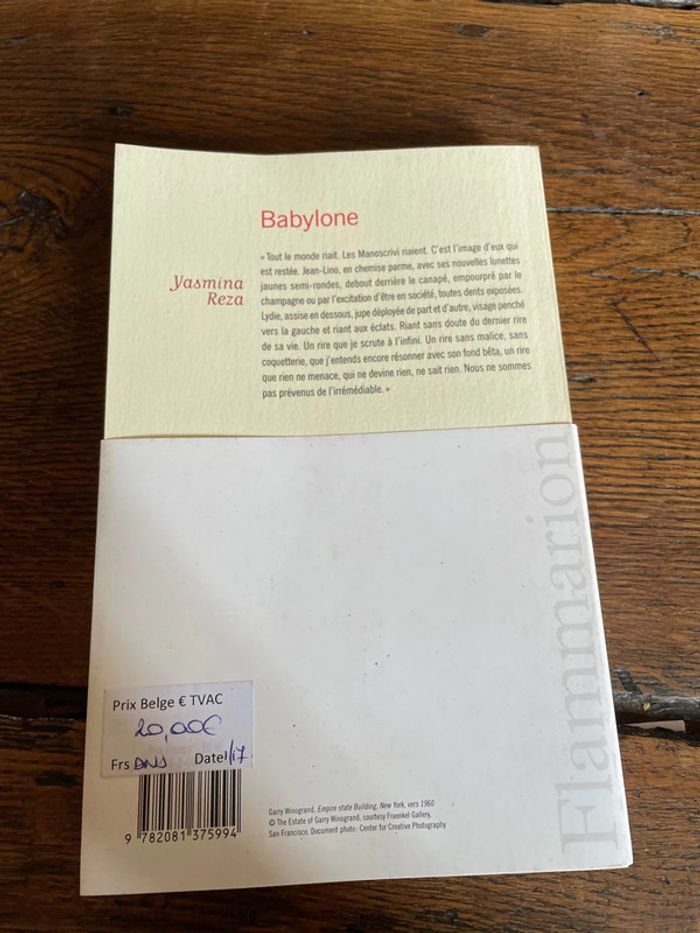 Babylone
Yasmina
Reza
« Tout le monde riait. Les Manoscrivi riaient. C'est l'image d'eux qui
est restée. Jean-Lino, en chemise parme, avec ses nouvelles lunettes
jaunes semi-rondes, debout derrière le canapé, empourpré par le
champagne ou par l'excitation d'être en société, toutes dents exposées.
Lydie, assise en dessous, jupe déployée de part et d'autre, visage penché
vers la gauche et riant aux éclats. Riant sans doute du dernier rire
de sa vie. Un rire que je scrute à l'infini. Un rire sans malice, sans
coquetterie, que j'entends encore résonner avec son fond bêta, un rire
que rien ne menace, qui ne devine rien, ne sait rien. Nous ne sommes
pas prévenus de l'irrémédiable. »
Flammarion
Prix Belge € TVAC
20,00€
Frs DNJ Date 1/17
9 782081 375994
Garry Winogrand, Empire state Building, New York, vers 1960
© The Estate of Garry Winogrand, courtesy Fraenkel Gallery,
San Francisco. Document photo: Center for Creative Photography